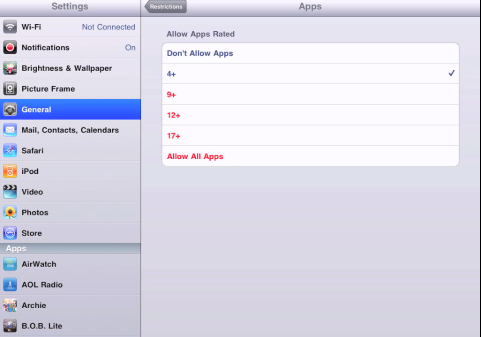 Settings
Wi-Fi Not Connected
Notifications On
Brightness & Wallpaper
Picture Frame
General
Mail, Contacts, Calendars
Safari
iPod
Video
Photos
Store
Apps
AirWatch
AOL Radio
Archie
B.O.B. Lite
Restrictions
Apps
Allow Apps Rated
Don't Allow Apps
4+
9+
12+
17+
Allow All Apps